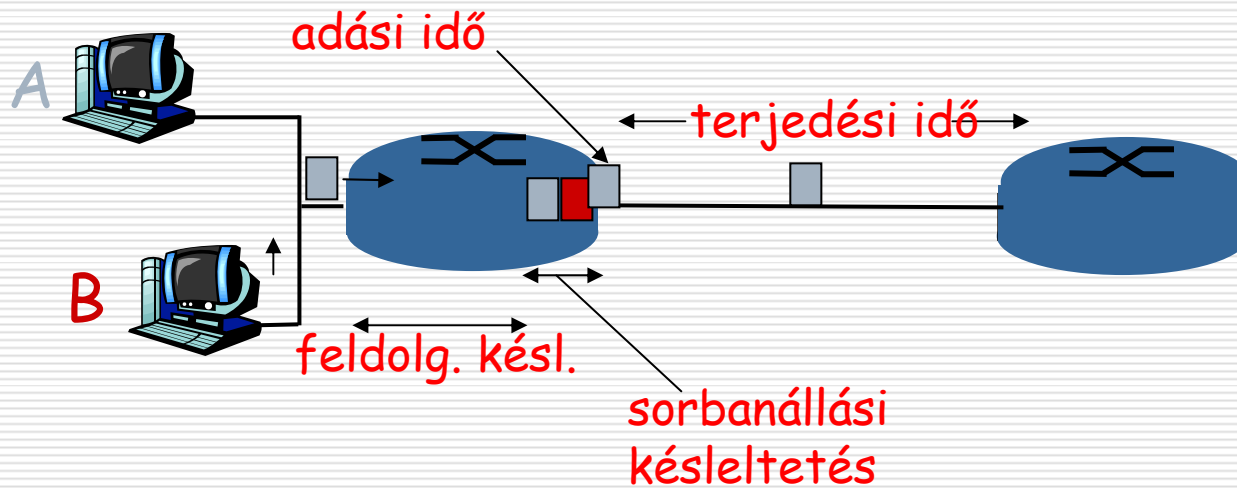 adási idő
A
terjedési idő
B
feldolg. késl.
sorbanállási
késleltetés